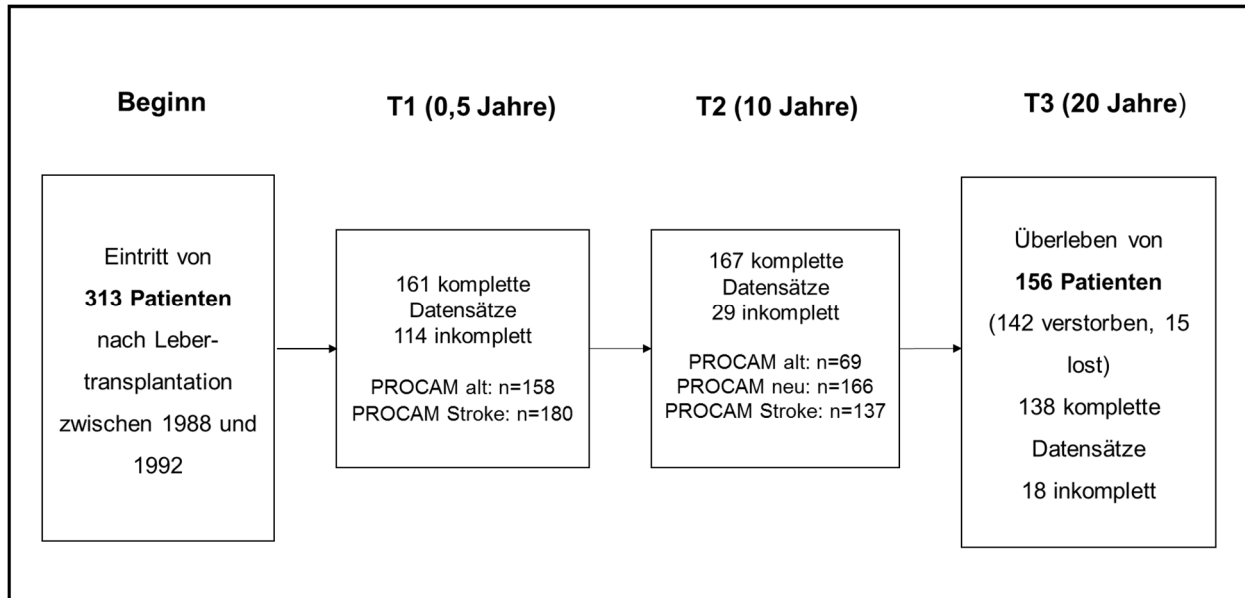 Beginn
T1 (0,5 Jahre)
T2 (10 Jahre)
T3 (20 Jahre)
Eintritt von
313 Patienten
nach Leber-
transplantation
zwischen 1988 und
1992
161 komplette
Datensätze
114 inkomplett
PROCAM alt: n=158
PROCAM Stroke: n=180
167 komplette
Datensätze
29 inkomplett
PROCAM alt: n=69
PROCAM neu: n=166
PROCAM Stroke: n=137
Überleben von
156 Patienten
(142 verstorben, 15
lost)
138 komplette
Datensätze
18 inkomplett